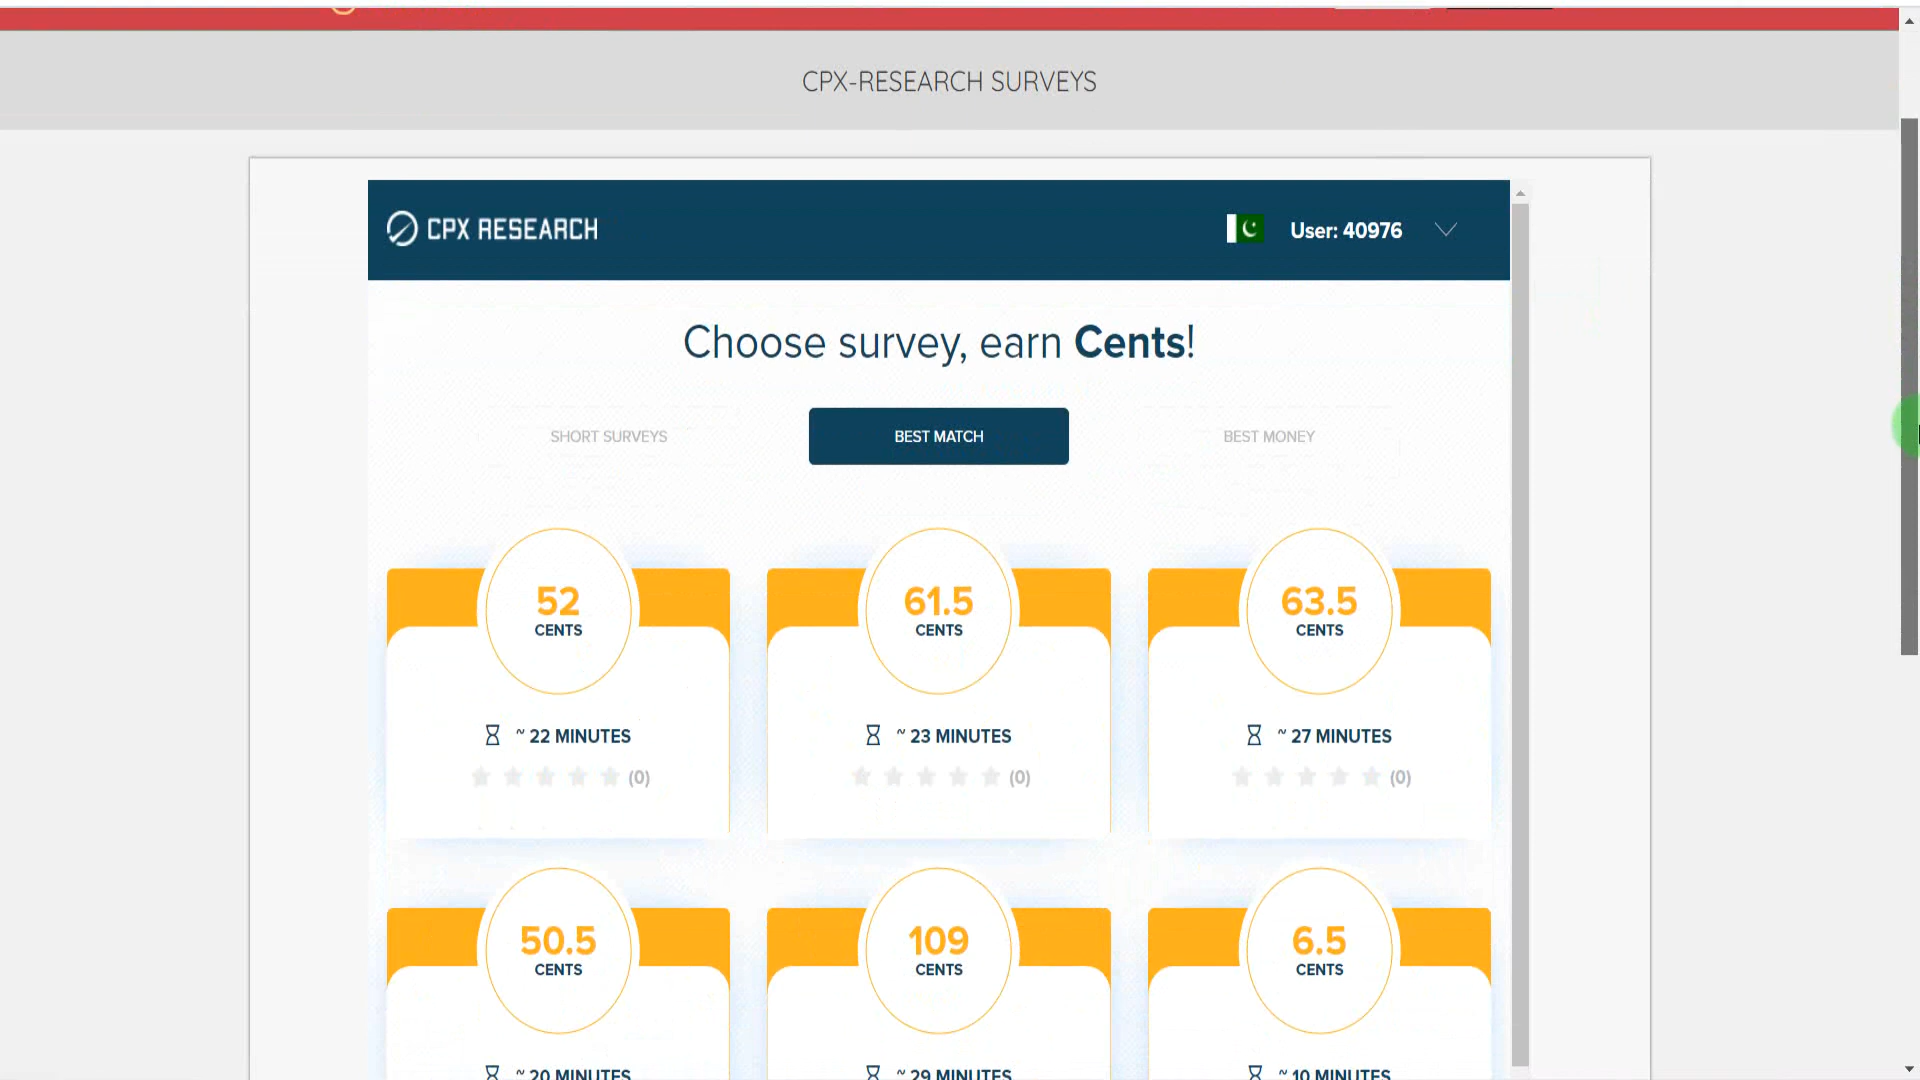 CPX-RESEARCH SURVEYS
CPX RESEARCH
User: 40976
Choose survey, earn Cents!
SHORT SURVEYS
BEST MATCH
BEST MONEY
52
CENTS
~ 22 MINUTES
(0)
61.5
CENTS
~ 23 MINUTES
(0)
63.5
CENTS
~ 27 MINUTES
(0)
50.5
CENTS
~ 20 MINUTES
109
CENTS
~ 29 MINUTES
6.5
CENTS
~ 10 MINUTES